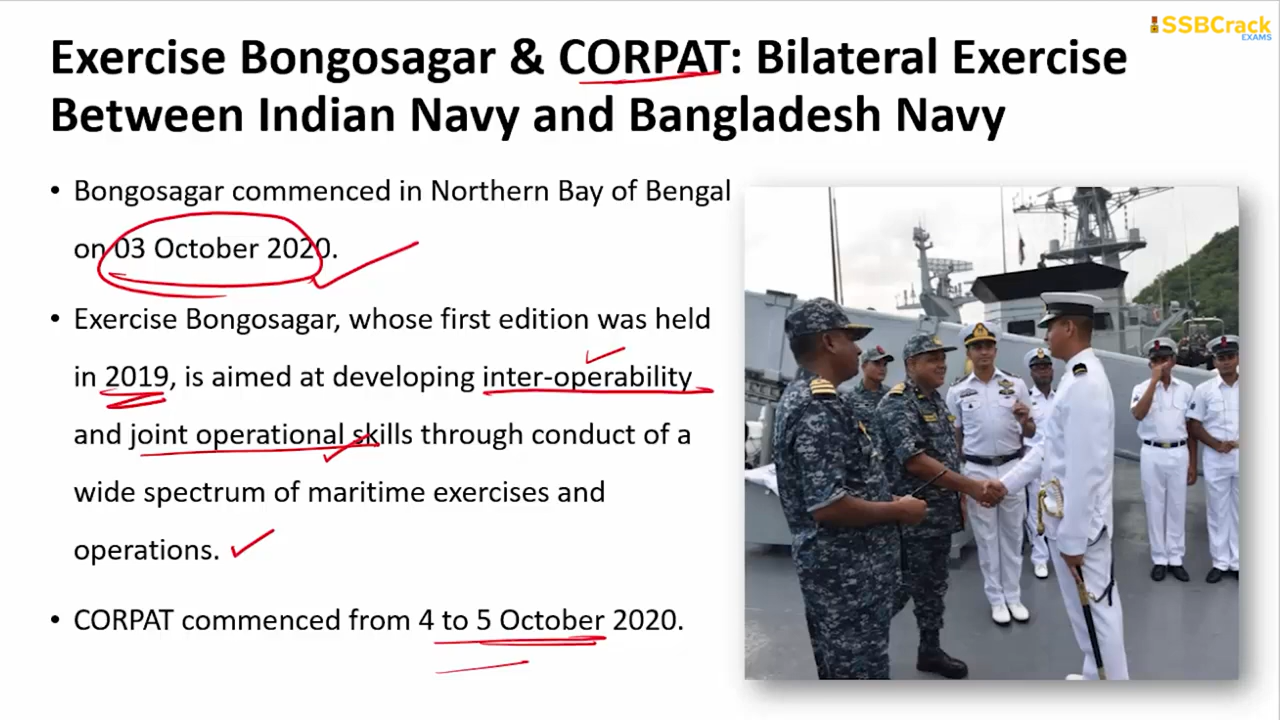 SSBCrack
EXAMS
Exercise Bongosagar & CORPAT: Bilateral Exercise
Between Indian Navy and Bangladesh Navy
• Bongosagar commenced in Northern Bay of Bengal
on 03 October 2020.
• Exercise Bongosagar, whose first edition was held
in 2019, is aimed at developing inter-operability
and joint operational skills through conduct of a
wide spectrum of maritime exercises and
operations.
• CORPAT commenced from 4 to 5 October 2020.